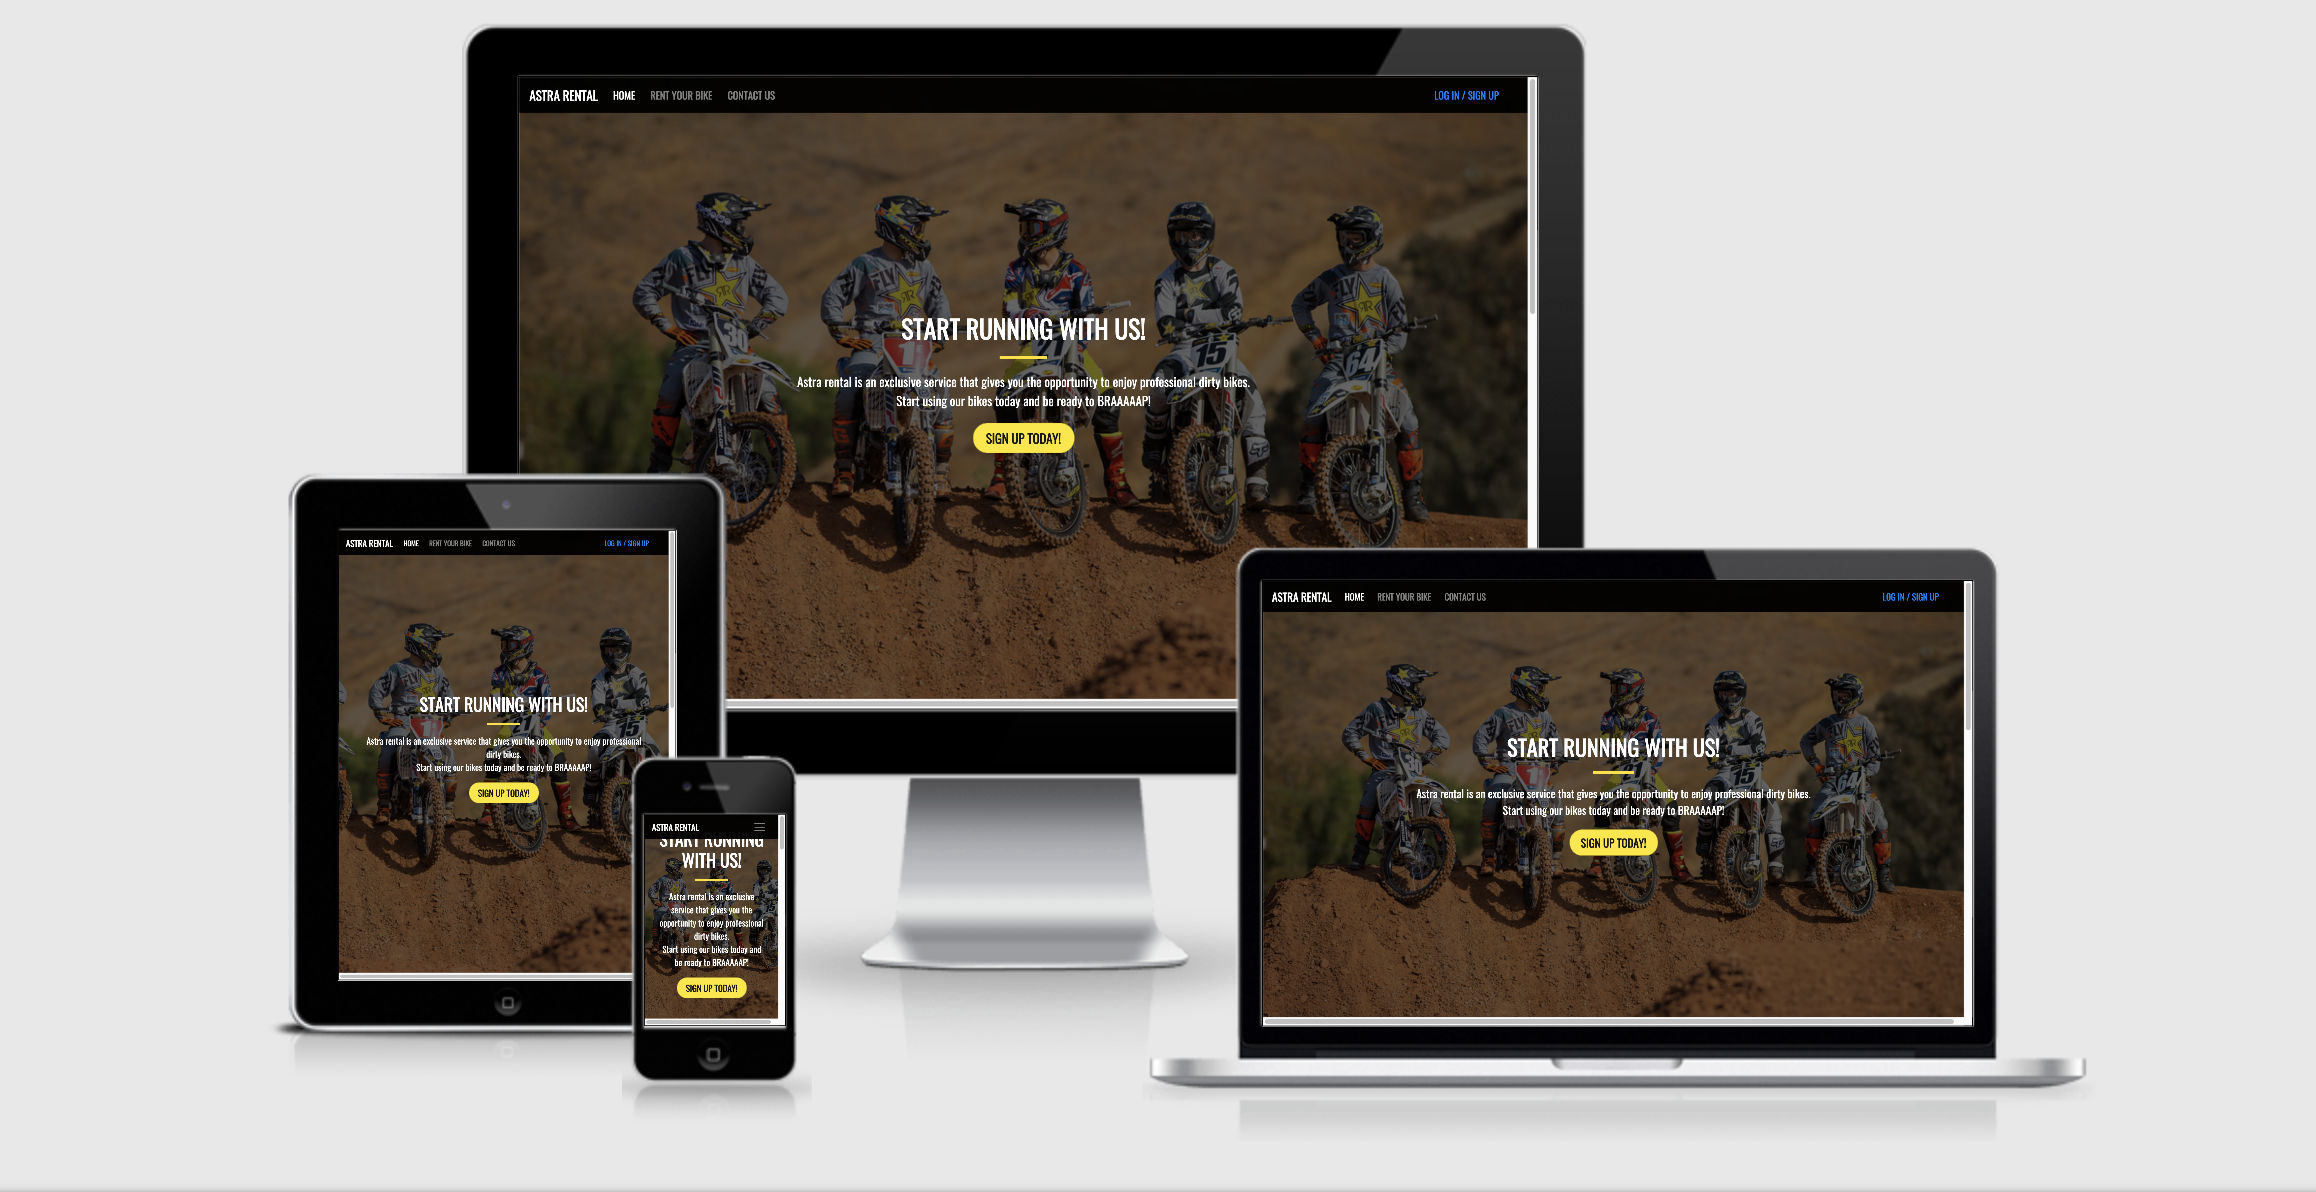 ASTRA RENTAL HOME RENT YOUR BIKE CONTACT US LOG IN / SIGN UP
START RUNNING WITH US!
Astra rental is an exclusive service that gives you the opportunity to enjoy professional dirty bikes.
Start using our bikes today and be ready to BRAAAAAP!
SIGN UP TODAY!
30
1
21
15
64
ASTRA RENTAL HOME RENT YOUR BIKE CONTACT US LOG IN / SIGN UP
START RUNNING WITH US!
Astra rental is an exclusive service that gives you the opportunity to enjoy professional
dirty bikes.
Start using our bikes today and be ready to BRAAAAAP!
SIGN UP TODAY!
ASTRA RENTAL
START RUNNING
WITH US!
Astra rental is an exclusive
service that gives you the
opportunity to enjoy professional
dirty bikes.
Start using our bikes today and
be ready to BRAAAAAP!
SIGN UP TODAY!
ASTRA RENTAL HOME RENT YOUR BIKE CONTACT US LOG IN / SIGN UP
START RUNNING WITH US!
Astra rental is an exclusive service that gives you the opportunity to enjoy professional dirty bikes.
Start using our bikes today and be ready to BRAAAAAP!
SIGN UP TODAY!
15
64